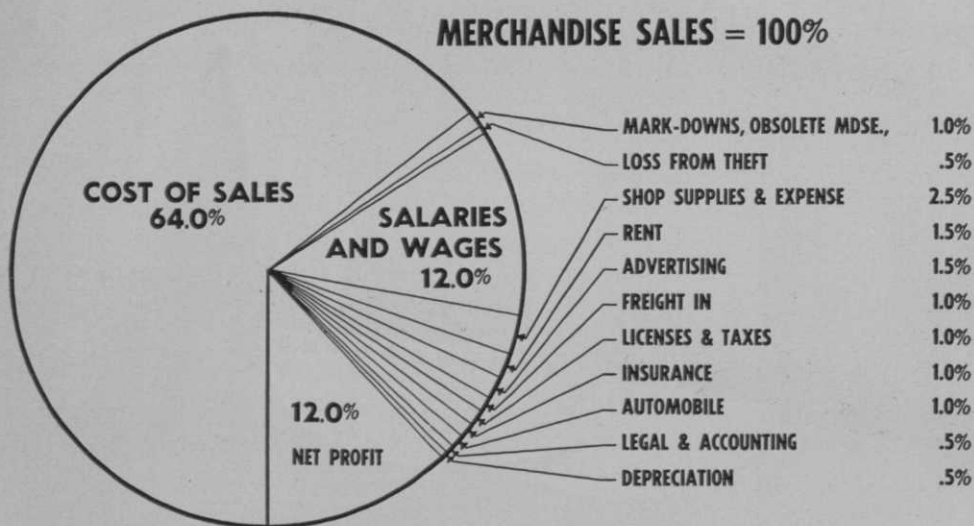 MERCHANDISE SALES = 100%
COST OF SALES
64.0%
SALARIES
AND WAGES
12.0%
12.0%
NET PROFIT
MARK-DOWNS, OBSOLETE MDSE., 1.0%
LOSS FROM THEFT .5%
SHOP SUPPLIES & EXPENSE 2.5%
RENT 1.5%
ADVERTISING 1.5%
FREIGHT IN 1.0%
LICENSES & TAXES 1.0%
INSURANCE 1.0%
AUTOMOBILE 1.0%
LEGAL & ACCOUNTING .5%
DEPRECIATION .5%